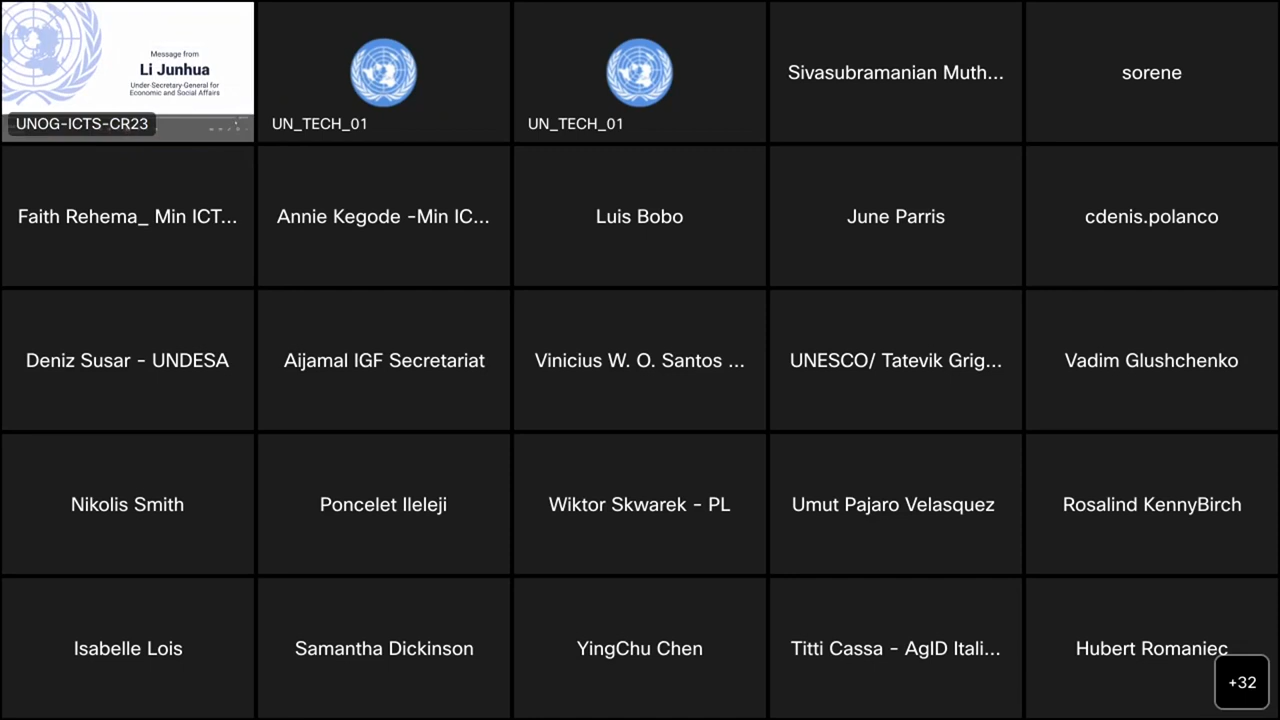 Message from
Li Junhua
Under-Secretary-General for
Economic and Social Affairs
UNOG-ICTS-CR23
UN_TECH_01
UN_TECH_01
Sivasubramanian Muth...
sorene
Faith Rehema_ Min ICT...
Annie Kegode -Min IC...
Luis Bobo
June Parris
cdenis.polanco
Deniz Susar - UNDESA
Aijamal IGF Secretariat
Vinicius W. O. Santos ...
UNESCO/ Tatevik Grig...
Vadim Glushchenko
Nikolis Smith
Poncelet Ileleji
Wiktor Skwarek - PL
Umut Pajaro Velasquez
Rosalind KennyBirch
Isabelle Lois
Samantha Dickinson
YingChu Chen
Titti Cassa - AgID Itali...
Hubert Romaniec
+32